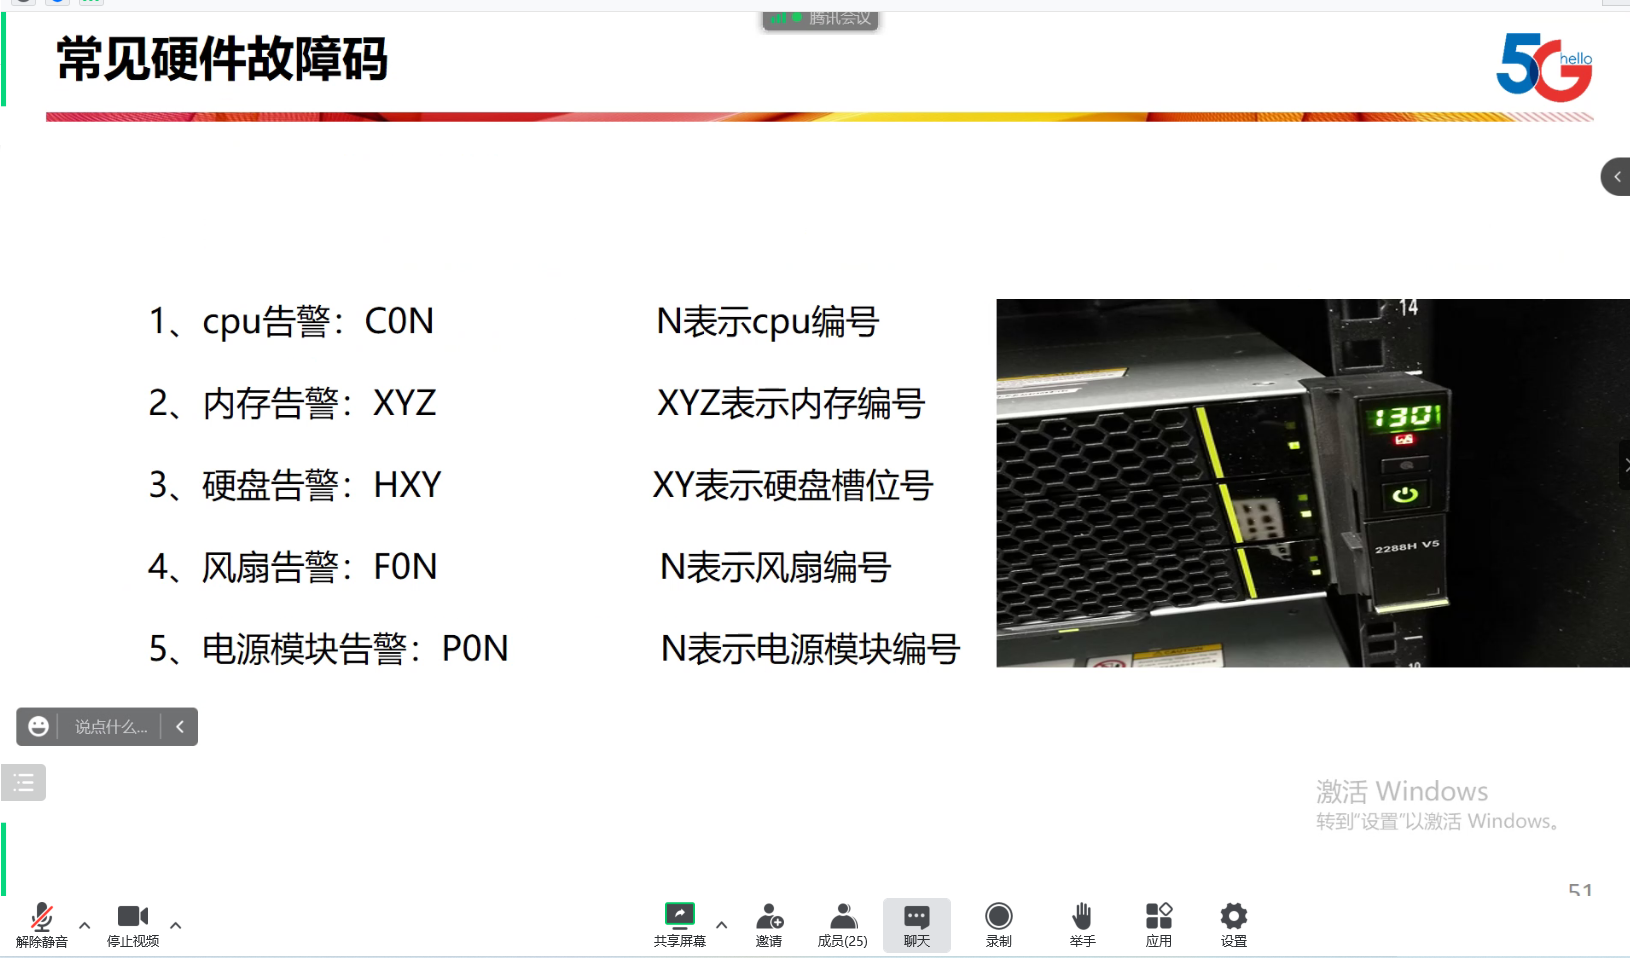 腾讯会议
常见硬件故障码
5G
hello
1、cpu告警：C0N
N表示cpu编号
2、内存告警：XYZ
XYZ表示内存编号
3、硬盘告警：HXY
XY表示硬盘槽位号
4、风扇告警：F0N
N表示风扇编号
5、电源模块告警：P0N
N表示电源模块编号
14
130
2288H V5
CAUTION
说点什么...
激活 Windows
转到“设置”以激活 Windows。
51
解除静音
停止视频
共享屏幕
邀请
成员(25)
聊天
录制
举手
应用
设置